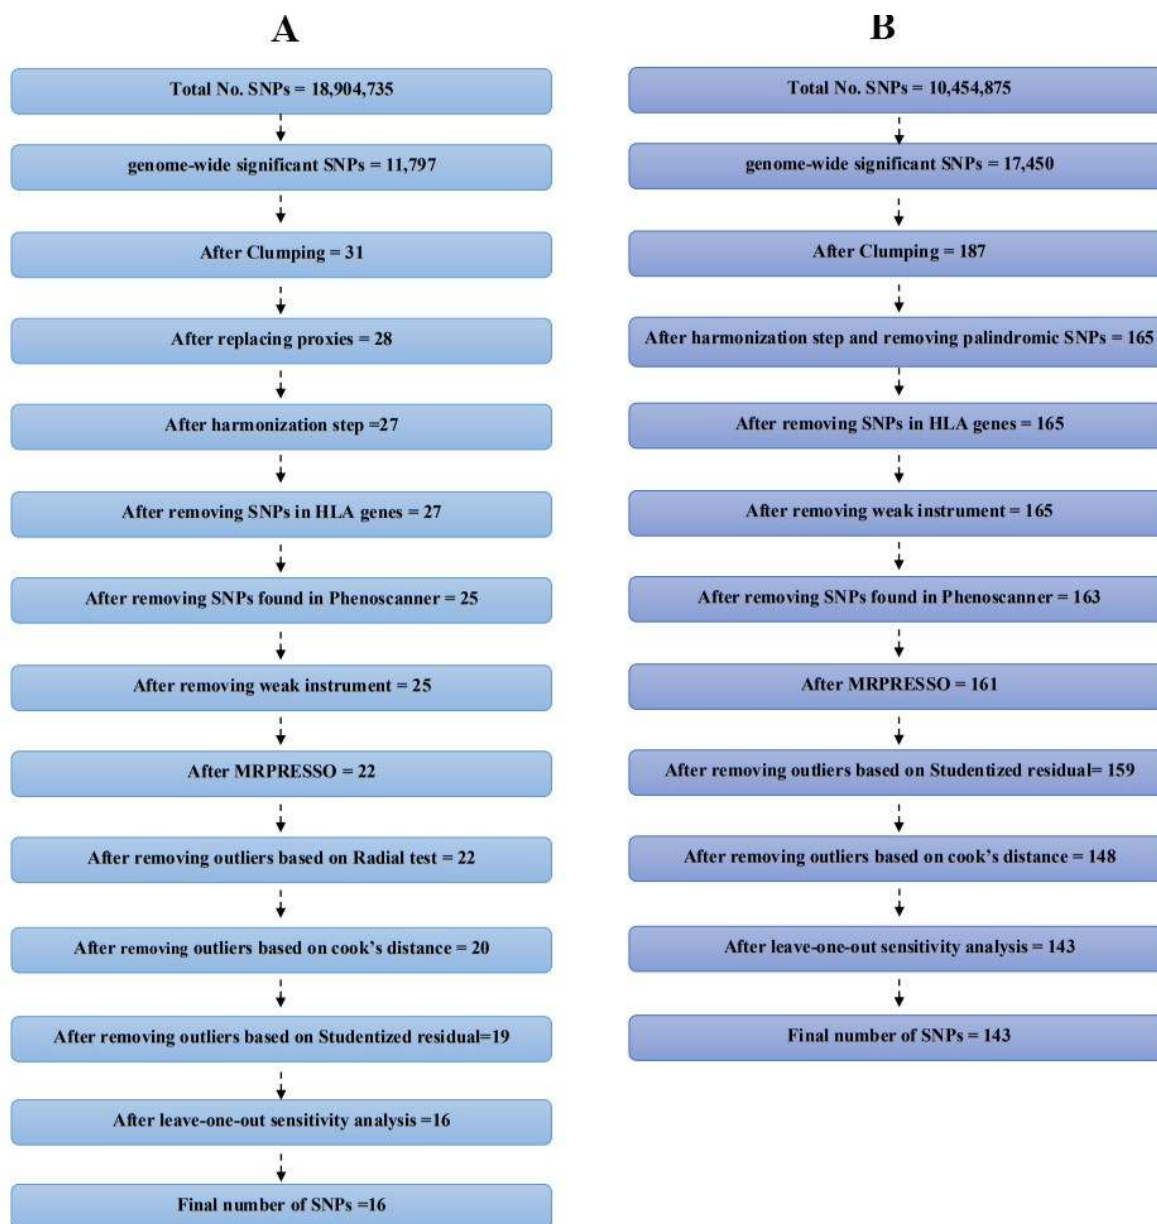 A
Total No. SNPs = 18,904,735
genome-wide significant SNPs = 11,797
After Clumping = 31
After replacing proxies = 28
After harmonization step =27
After removing SNPs in HLA genes = 27
After removing SNPs found in Phenoscanner = 25
After removing weak instrument = 25
After MRPRESSO = 22
After removing outliers based on Radial test = 22
After removing outliers based on cook's distance = 20
After removing outliers based on Studentized residual=19
After leave-one-out sensitivity analysis =16
Final number of SNPs =16
B
Total No. SNPs = 10,454,875
genome-wide significant SNPs = 17,450
After Clumping = 187
After harmonization step and removing palindromic SNPs = 165
After removing SNPs in HLA genes = 165
After removing weak instrument = 165
After removing SNPs found in Phenoscanner = 163
After MRPRESSO = 161
After removing outliers based on Studentized residual= 159
After removing outliers based on cook's distance = 148
After leave-one-out sensitivity analysis = 143
Final number of SNPs = 143